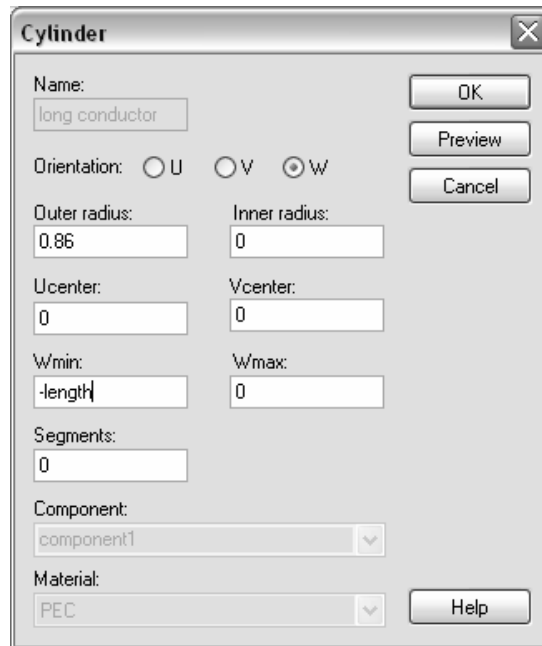 Cylinder
Name:
long conductor
OK
Preview
Orientation: U V W
Cancel
Outer radius: Inner radius:
0.86 0
Ucenter: Vcenter:
0 0
Wmin: Wmax:
-length 0
Segments:
0
Component:
component1
Material:
PEC
Help